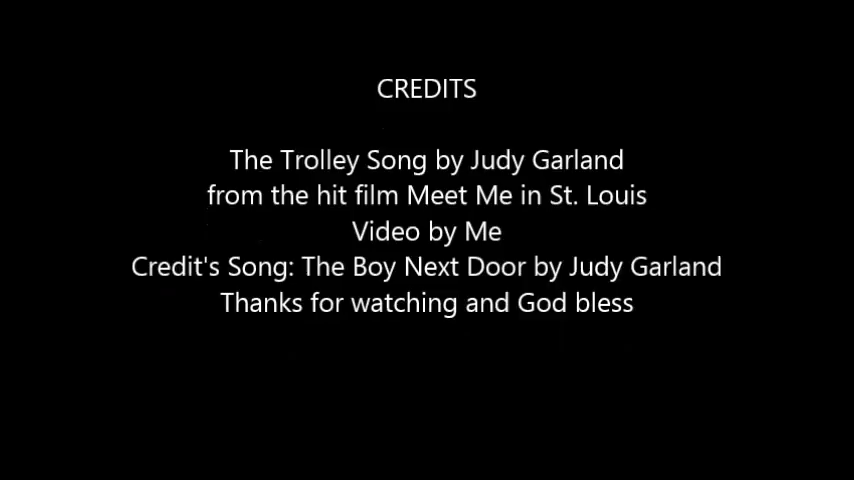 CREDITS
The Trolley Song by Judy Garland
from the hit film Meet Me in St. Louis
Video by Me
Credit's Song: The Boy Next Door by Judy Garland
Thanks for watching and God bless